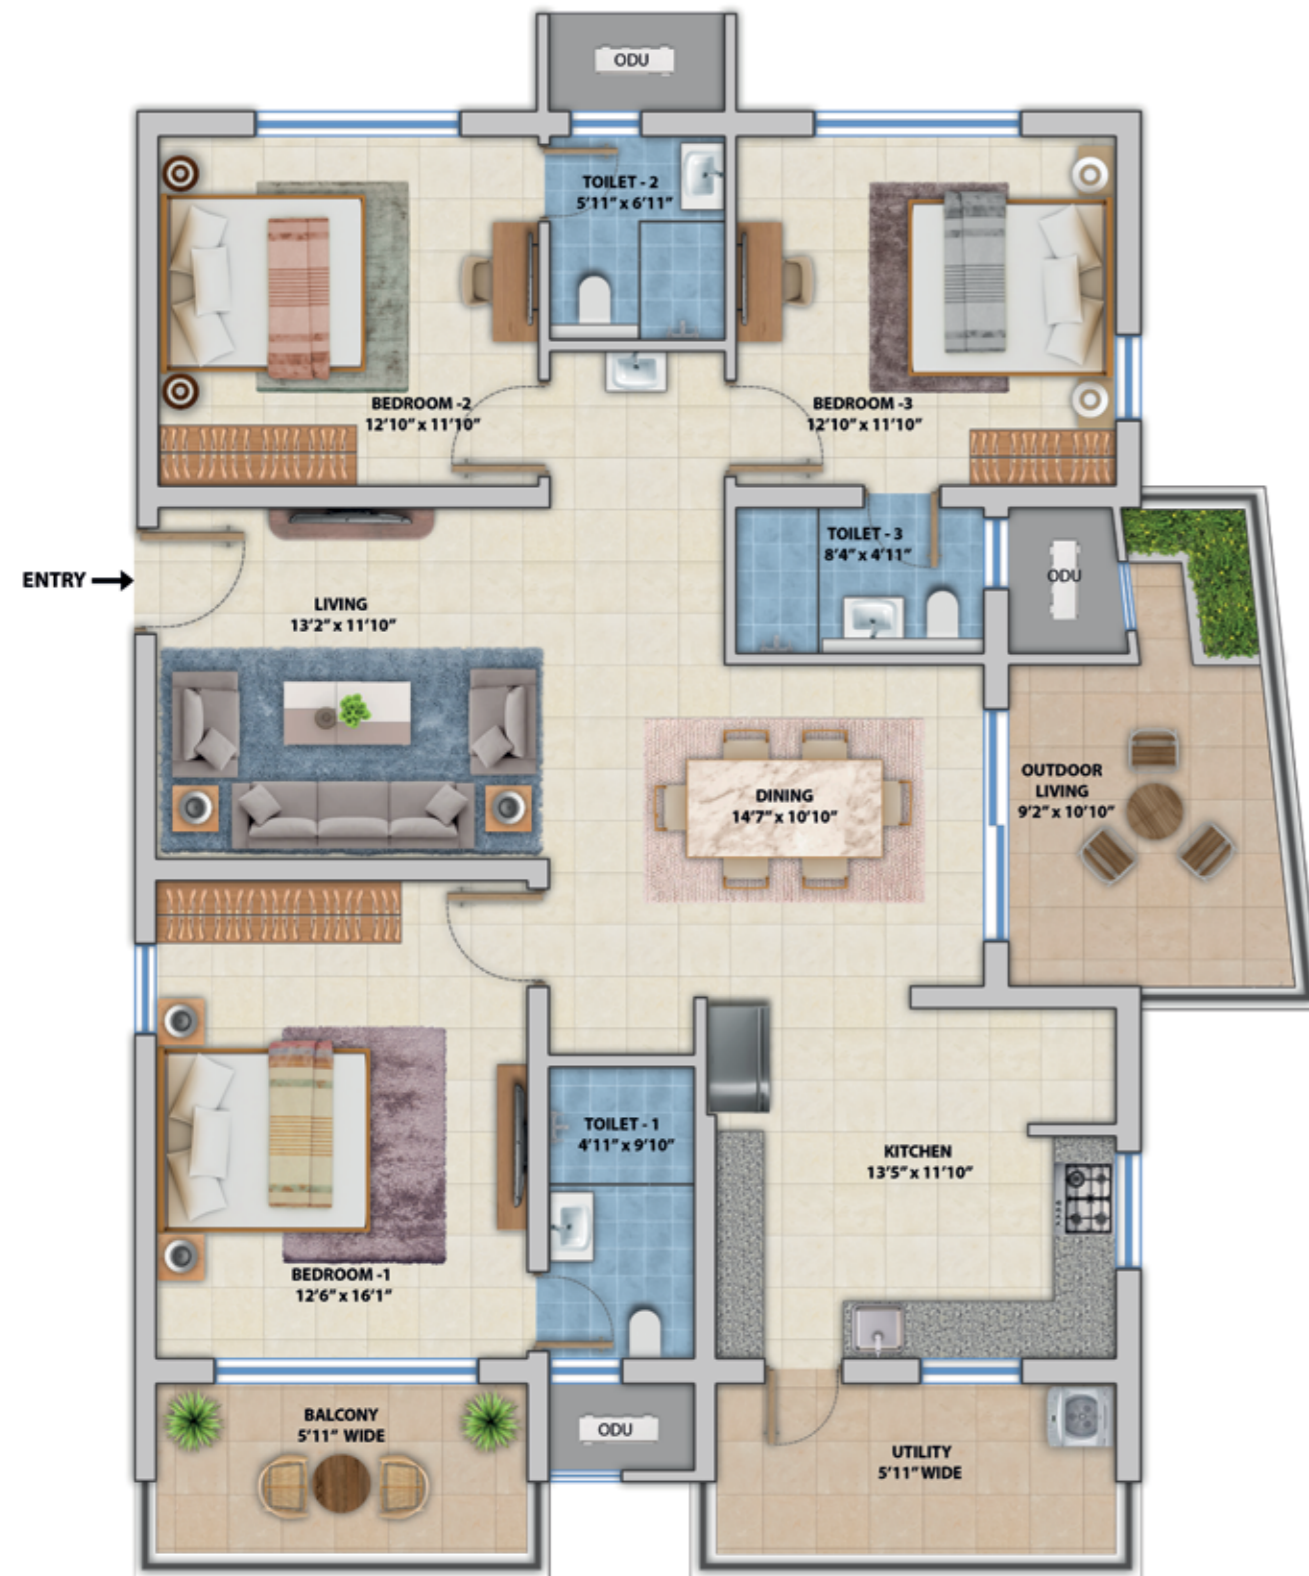 ODU
TOILET - 2
5'11" x 6'11"
BEDROOM -2
12'10" x 11'10"
BEDROOM -3
12'10" x 11'10"
TOILET - 3
8'4" x 4'11"
ODU
ENTRY
LIVING
13'2" x 11'10"
OUTDOOR
LIVING
9'2" x 10'10"
DINING
14'7" x 10'10"
TOILET - 1
4'11" x 9'10"
KITCHEN
13'5" x 11'10"
BEDROOM -1
12'6" x 16'1"
BALCONY
5'11" WIDE
ODU
UTILITY
5'11" WIDE